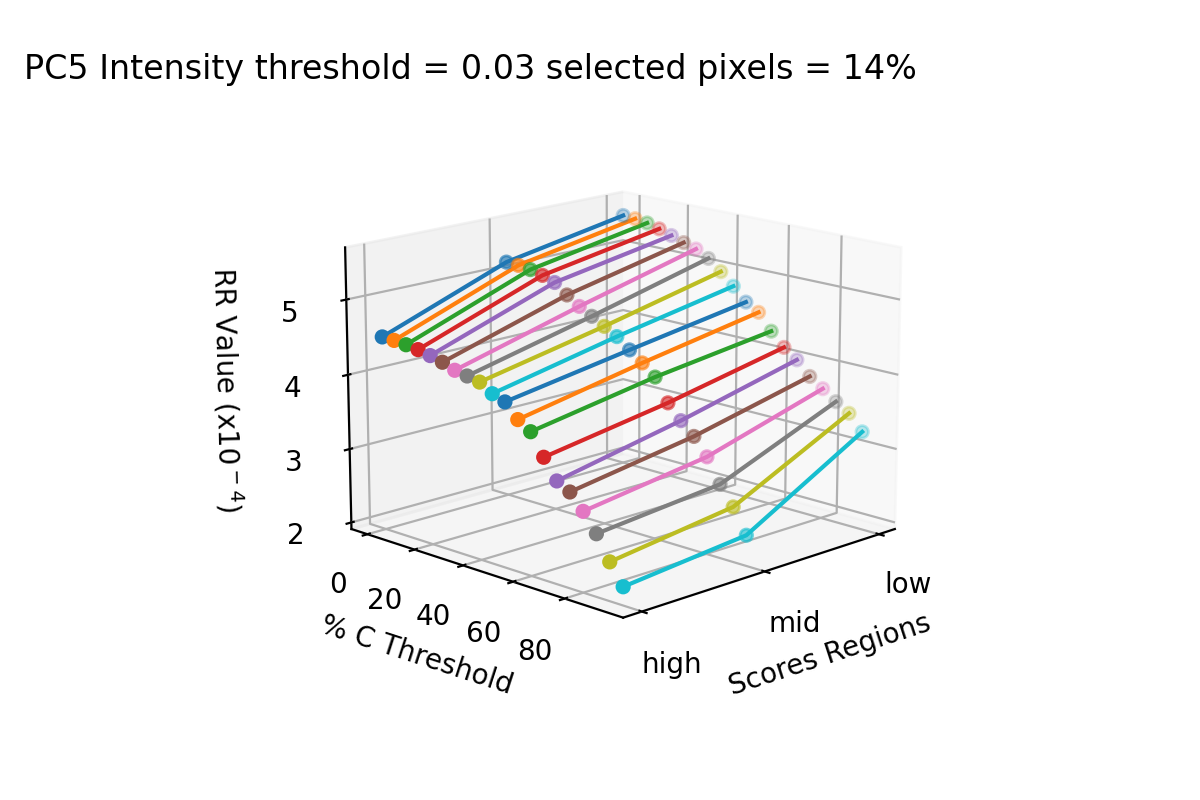 PC5 Intensity threshold = 0.03 selected pixels = 14%
RR Value (x10⁻⁴)
5
4
3
2
0
20
40
60
80
% C Threshold
high
mid
low
Scores Regions